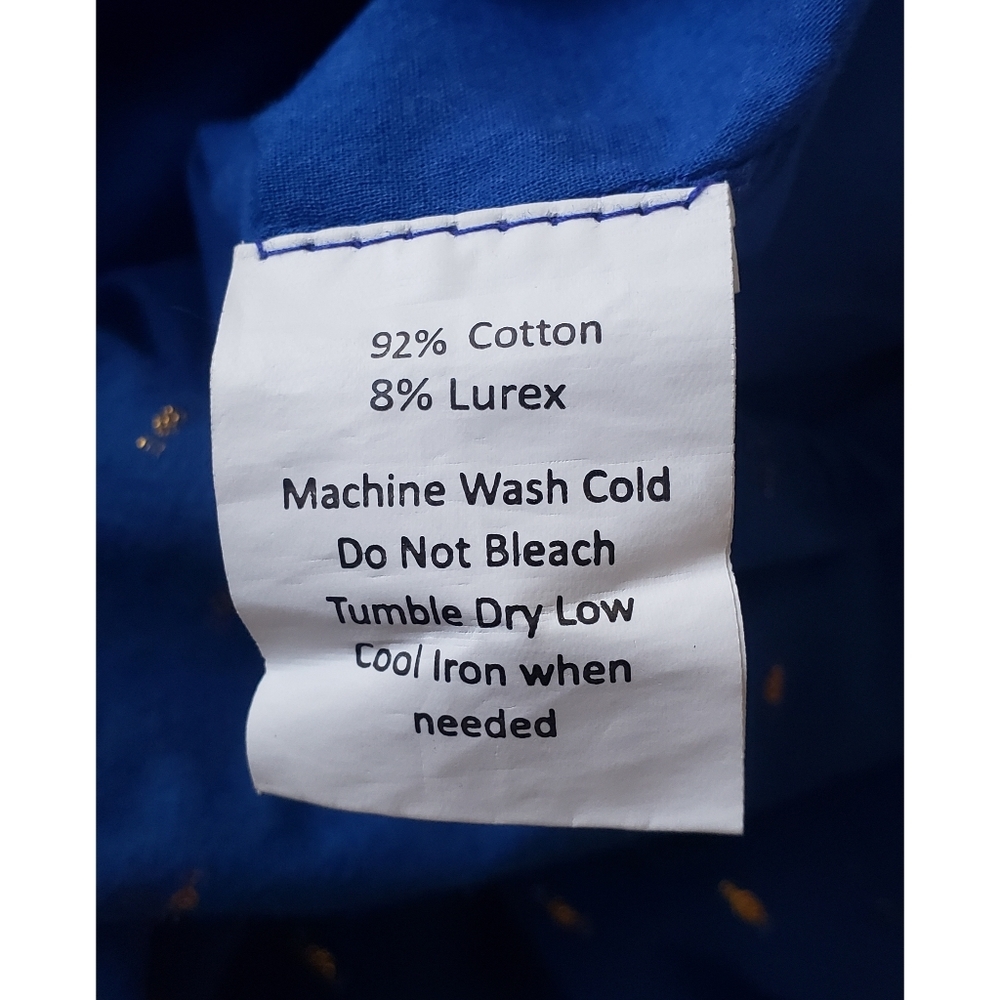 92% Cotton
8% Lurex
Machine Wash Cold
Do Not Bleach
Tumble Dry Low
Cool Iron when
needed